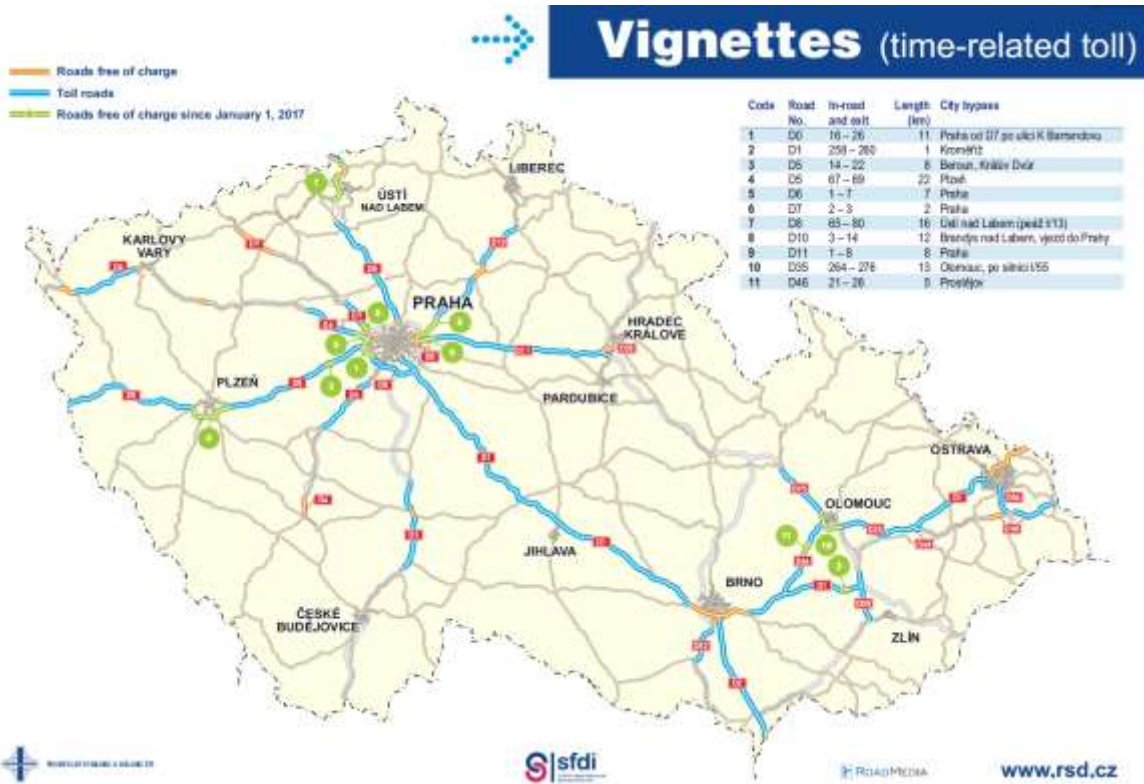 Vignettes (time-related toll)
Roads free of charge
Toll roads
Roads free of charge since January 1, 2017
Code Road No. In-road and exit Length (km) City bypass
1 D0 16 – 26 11 Praha od D7 po ulici K Barrandovu
2 D1 258 – 260 1 Kroměříž
3 D5 14 – 22 8 Beroun, Králův Dvůr
4 D5 67 – 89 22 Plzeň
5 D6 1 – 7 7 Praha
6 D7 2 – 3 2 Praha
7 D8 65 – 80 16 Ústí nad Labem
8 D10 3 – 14 12 Brandýs nad Labem, vjezd do Prahy
9 D11 1 – 8 8 Praha
10 D35 264 – 276 13 Olomouc, po silnici I/55
11 D46 21 – 26 5 Prostějov
LIBEREC
ÚSTÍ
NAD LABEM
KARLOVY
VARY
PRAHA
HRADEC
KRÁLOVE
PLZEŇ
PARDUBICE
OSTRAVA
OLOMOUC
JIHLAVA
BRNO
ČESKÉ
BUDĚJOVICE
ZLÍN
sfdi
ROADMEDIA
www.rsd.cz